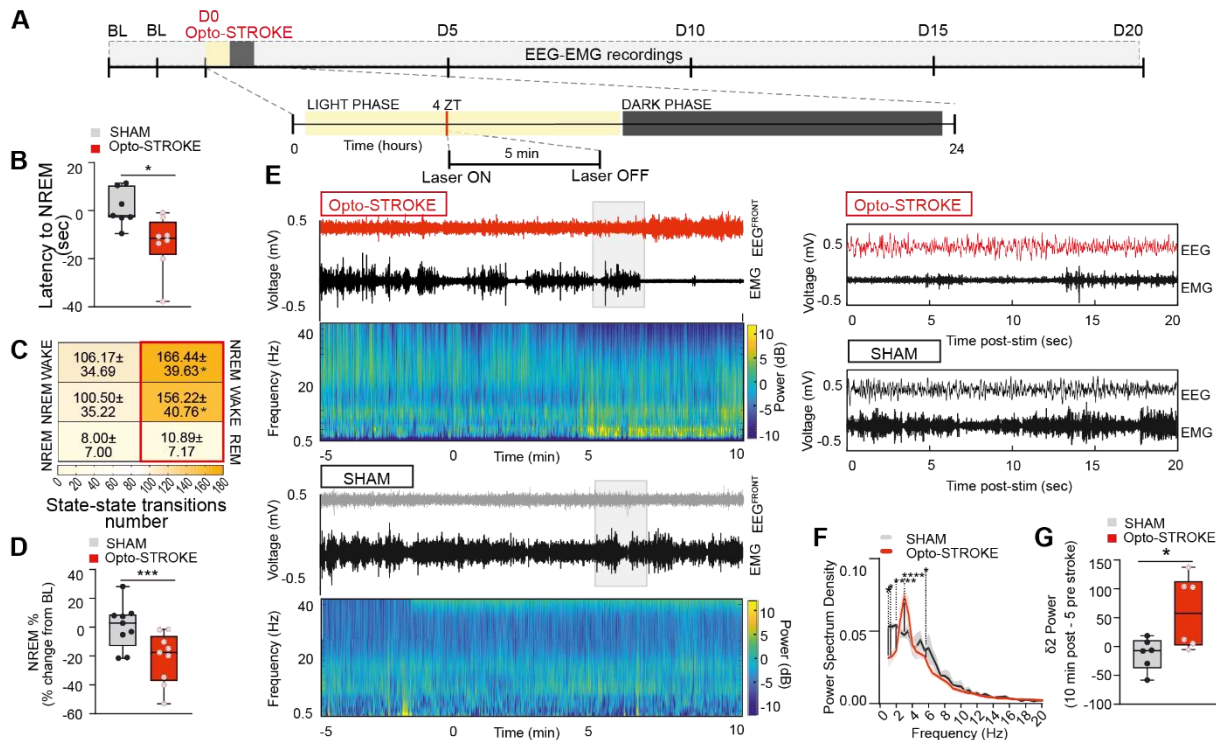 A
BL
BL
D0
Opto-STROKE
D5
D10
D15
D20
EEG-EMG recordings
LIGHT PHASE
4 ZT
DARK PHASE
0
Time (hours)
24
5 min
Laser ON
Laser OFF
B
SHAM
Opto-STROKE
Latency to NREM
(sec)
20
0
-20
-40
*
C
NREM WAKE
106.17±
34.69
166.44±
39.63*
NREM
NREM
100.50±
35.22
156.22±
40.76*
WAKE
NREM
8.00±
7.00
10.89±
7.17
REM
0
20
40
60
80
100
120
140
160
180
State-state transitions
number
D
SHAM
Opto-STROKE
NREM %
(% change from BL)
40
20
0
-20
-40
-60
***
E
Opto-STROKE
0.5
Voltage (mV)
-0.5
EEGFRONT
EMG
Frequency (Hz)
40
20
0.5
-5
0
5
10
Time (min)
Power (dB)
10
5
0
-5
-10
SHAM
0.5
Voltage (mV)
-0.5
EEGFRONT
EMG
Frequency (Hz)
40
20
0.5
-5
0
5
10
Time (min)
Power (dB)
10
5
0
-5
-10
Opto-STROKE
0.5
Voltage (mV)
-0.5
EEG
EMG
0
5
10
15
20
Time post-stim (sec)
SHAM
0.5
Voltage (mV)
-0.5
EEG
EMG
0
5
10
15
20
Time post-stim (sec)
F
SHAM
Opto-STROKE
Power Spectrum Density
0.10
0.05
0.00
0 2 4 6 8 10 12 14 16 18 20
Frequency (Hz)
G
SHAM
Opto-STROKE
δ2 Power
(10 min post - 5 pre stroke)
150
100
50
0
-50
-100
*